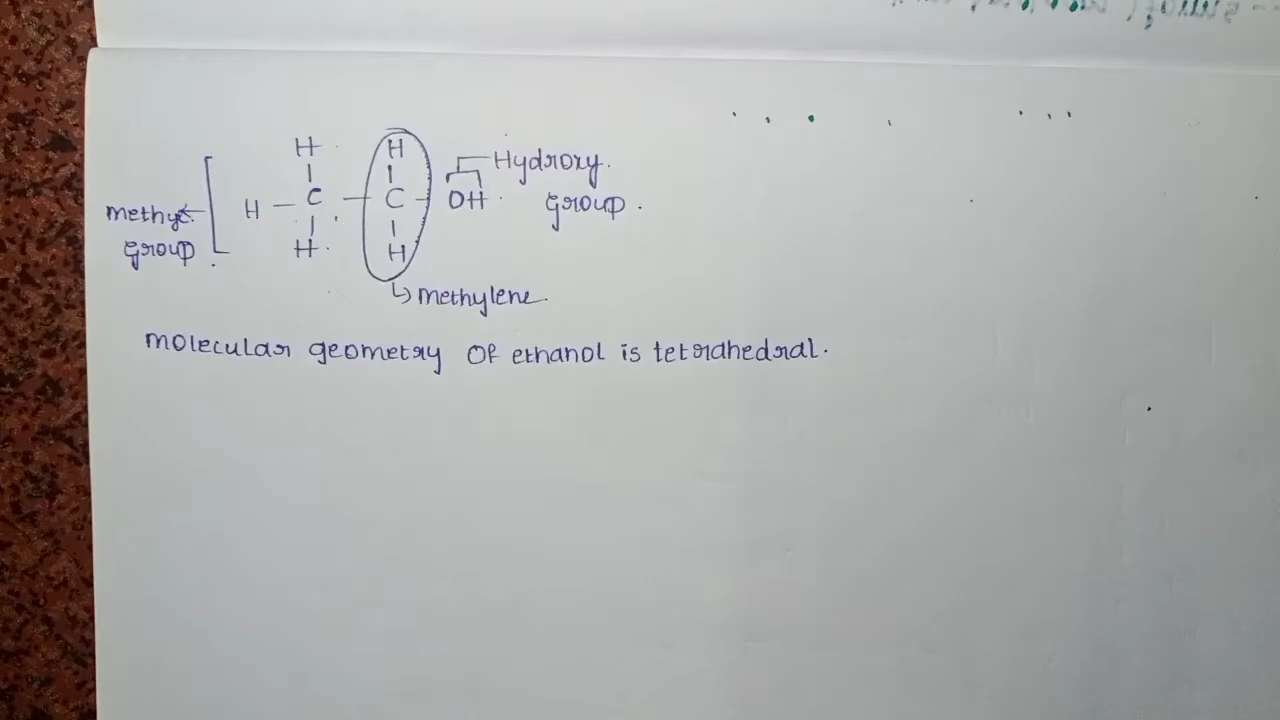 H H Hydroxy.
methyl group [ H - C - C - OH group.
H H
↳ methylene.
molecular geometry of ethanol is tetrahedral.